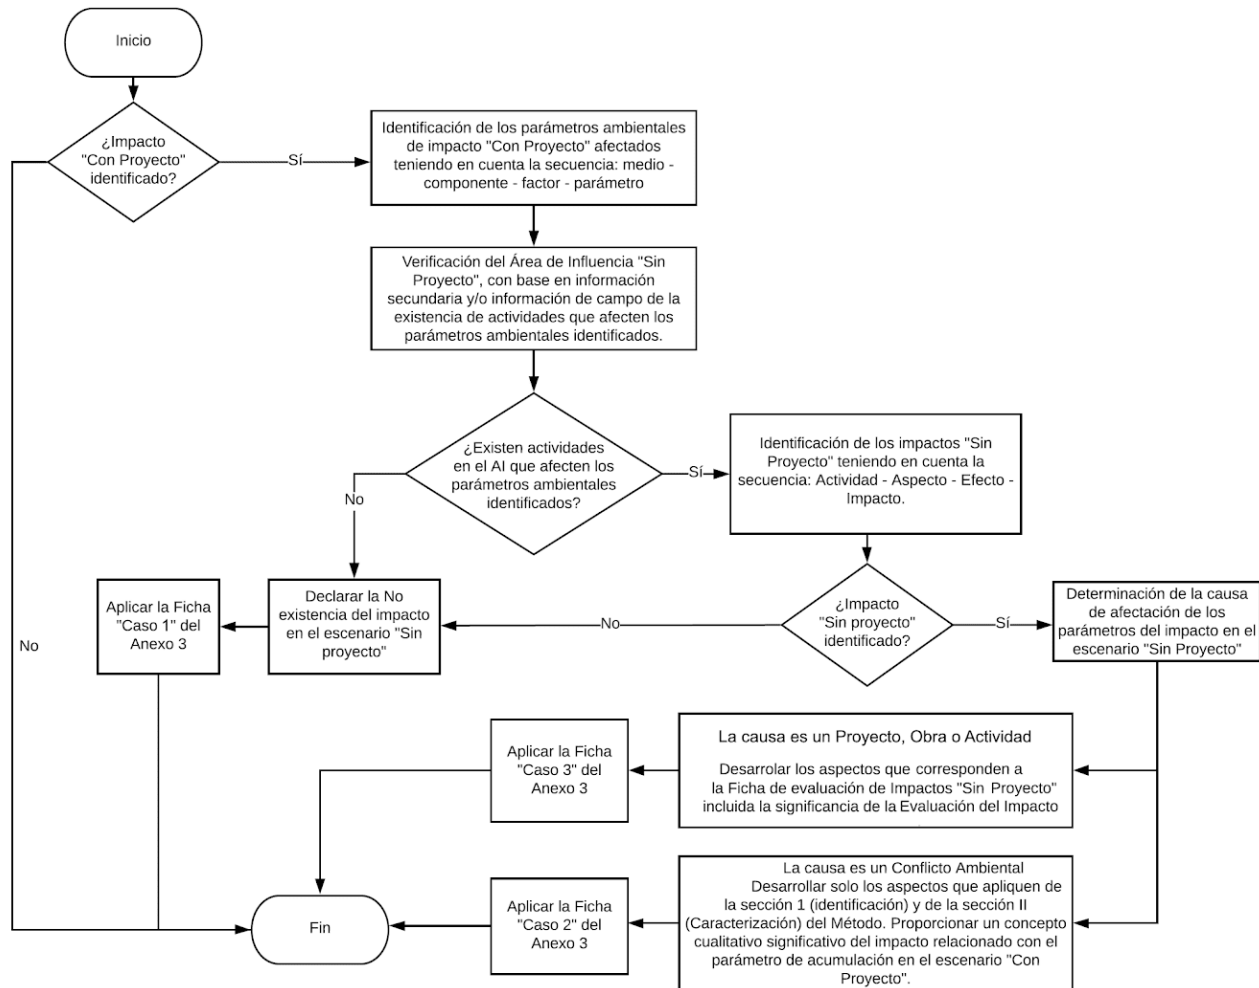 Inicio
¿Impacto
"Con Proyecto"
identificado?
Sí
Identificación de los parámetros ambientales
de impacto "Con Proyecto" afectados
teniendo en cuenta la secuencia: medio -
componente - factor - parámetro
Verificación del Área de Influencia "Sin
Proyecto", con base en información
secundaria y/o información de campo de la
existencia de actividades que afecten los
parámetros ambientales identificados.
¿Existen actividades
en el AI que afecten los
parámetros ambientales
identificados?
Sí
No
Identificación de los impactos "Sin
Proyecto" teniendo en cuenta la
secuencia: Actividad - Aspecto - Efecto -
Impacto.
¿Impacto
"Sin proyecto"
identificado?
No
Sí
Determinación de la causa
de afectación de los
parámetros del impacto en el
escenario "Sin Proyecto"
Declarar la No
existencia del impacto
en el escenario "Sin
proyecto"
Aplicar la Ficha
"Caso 1" del
Anexo 3
No
La causa es un Proyecto, Obra o Actividad
Desarrolar los aspectos que corresponden a
la Ficha de evaluación de Impactos "Sin Proyecto"
incluida la significancia de la Evaluación del Impacto
Aplicar la Ficha
"Caso 3" del
Anexo 3
La causa es un Conflicto Ambiental
Desarrollar solo los aspectos que apliquen de
la sección 1 (identificación) y de la sección II
(Caracterización) del Método. Proporcionar un concepto
cualitativo significativo del impacto relacionado con el
parámetro de acumulación en el escenario "Con
Proyecto".
Aplicar la Ficha
"Caso 2" del
Anexo 3
Fin